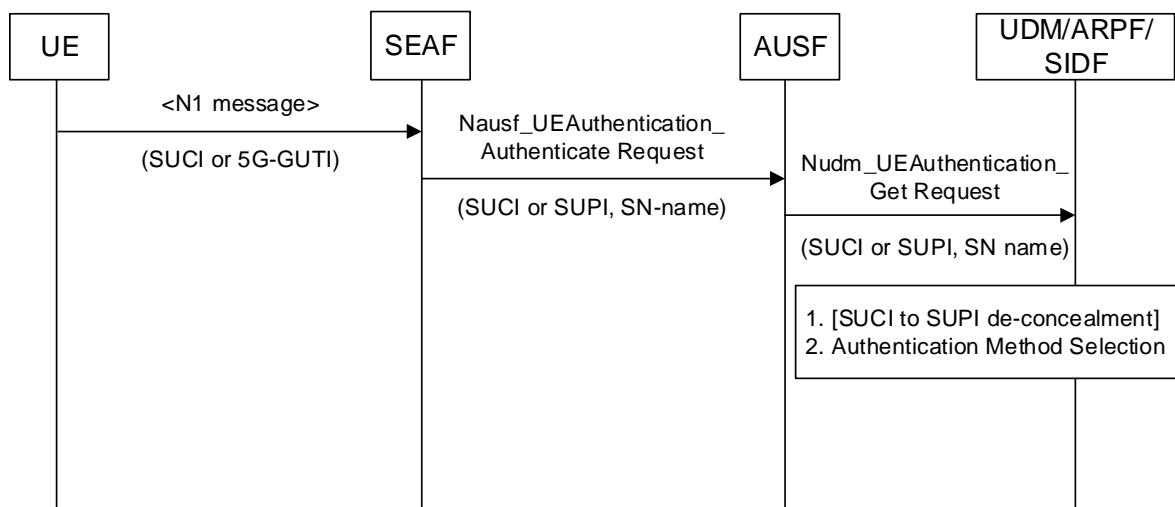 UE
SEAF
AUSF
UDM/ARPF/
SIDF
<N1 message>
(SUCI or 5G-GUTI)
Nausf_UEAuthentication_
Authenticate Request
(SUCI or SUPI, SN-name)
Nudm_UEAuthentication_
Get Request
(SUCI or SUPI, SN name)
1. [SUCI to SUPI de-concealment]
2. Authentication Method Selection